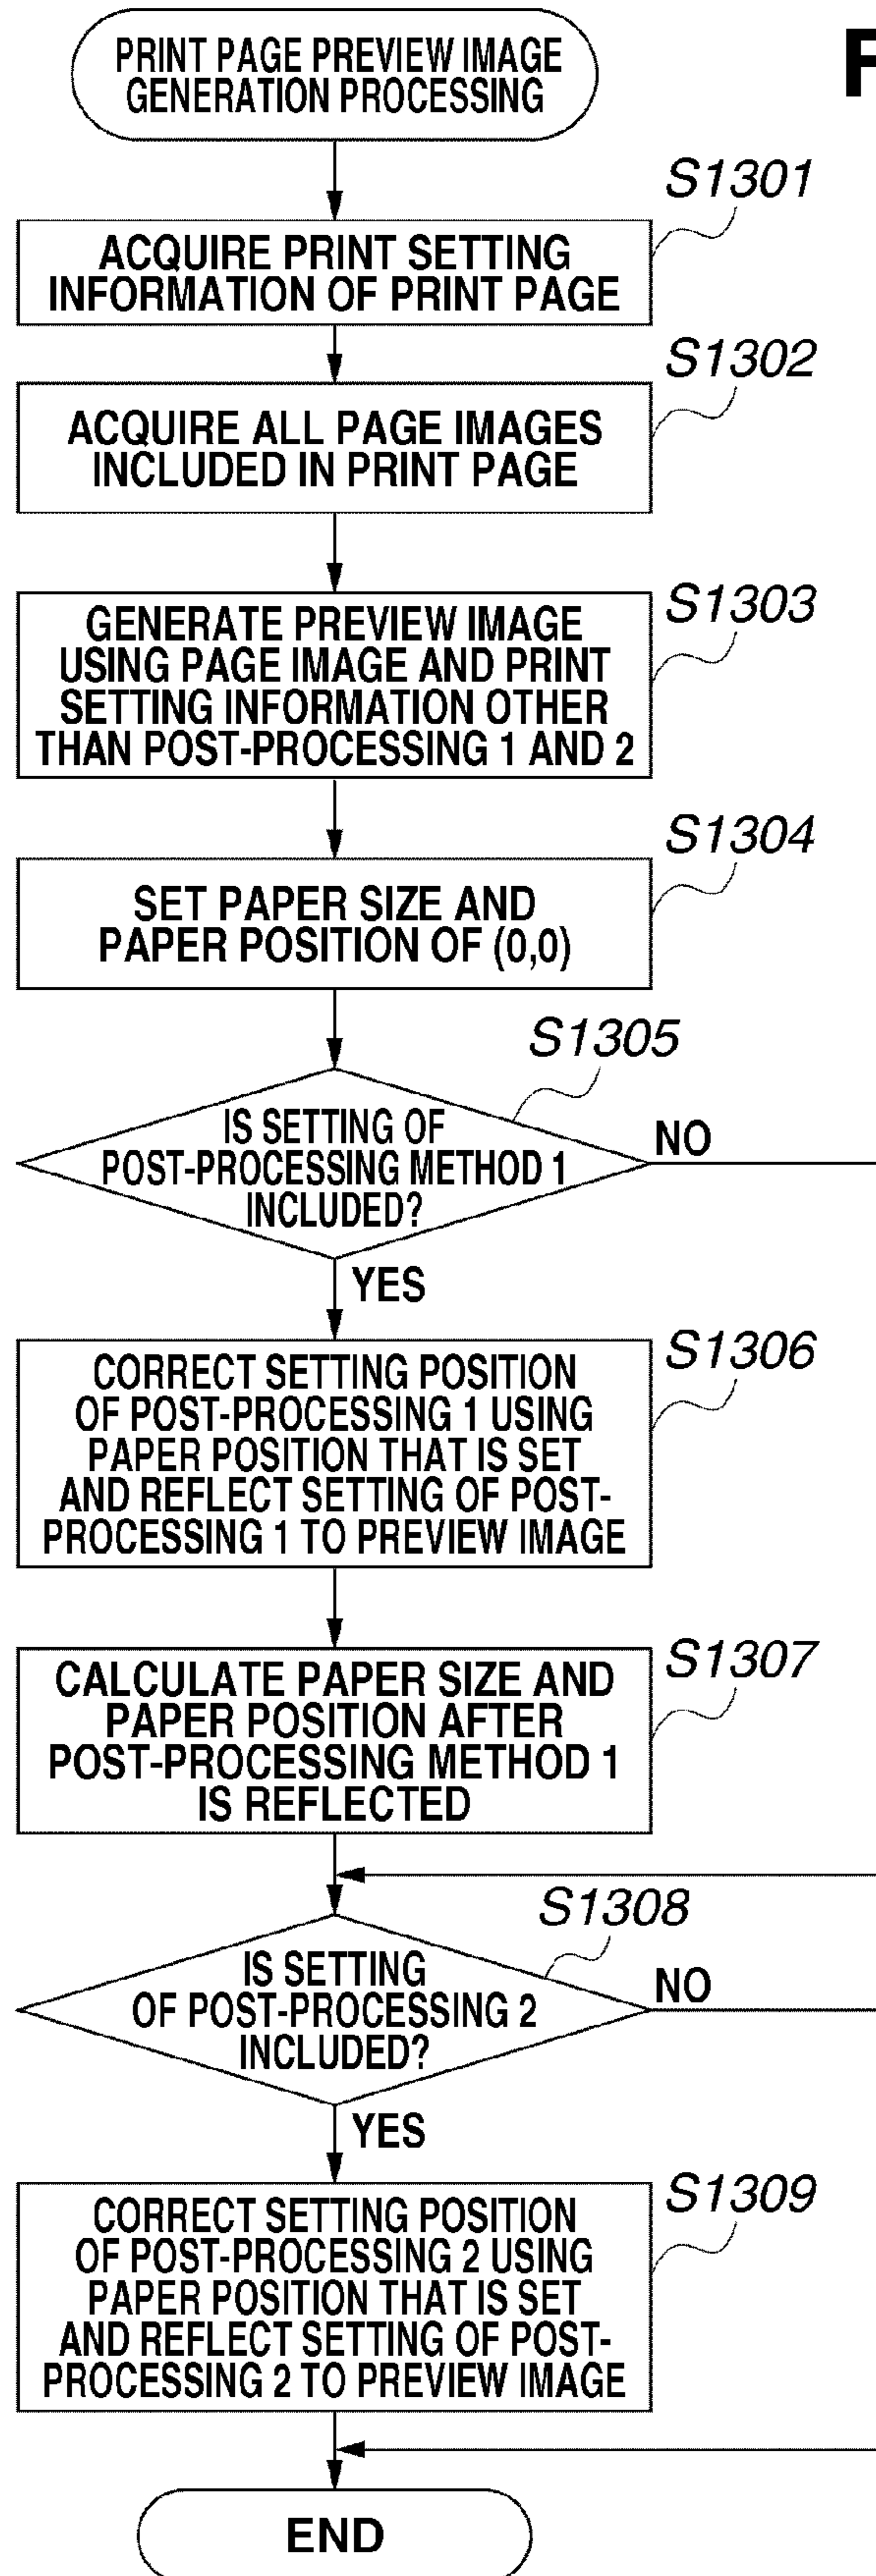 PRINT PAGE PREVIEW IMAGE
GENERATION PROCESSING
F
S1301
ACQUIRE PRINT SETTING
INFORMATION OF PRINT PAGE
S1302
ACQUIRE ALL PAGE IMAGES
INCLUDED IN PRINT PAGE
S1303
GENERATE PREVIEW IMAGE
USING PAGE IMAGE AND PRINT
SETTING INFORMATION OTHER
THAN POST-PROCESSING 1 AND 2
S1304
SET PAPER SIZE AND
PAPER POSITION OF (0,0)
S1305
IS SETTING OF
POST-PROCESSING METHOD 1
INCLUDED?
NO
YES
S1306
CORRECT SETTING POSITION
OF POST-PROCESSING 1 USING
PAPER POSITION THAT IS SET
AND REFLECT SETTING OF POST-
PROCESSING 1 TO PREVIEW IMAGE
S1307
CALCULATE PAPER SIZE AND
PAPER POSITION AFTER
POST-PROCESSING METHOD 1
IS REFLECTED
S1308
IS SETTING
OF POST-PROCESSING 2
INCLUDED?
NO
YES
S1309
CORRECT SETTING POSITION
OF POST-PROCESSING 2 USING
PAPER POSITION THAT IS SET
AND REFLECT SETTING OF POST-
PROCESSING 2 TO PREVIEW IMAGE
END